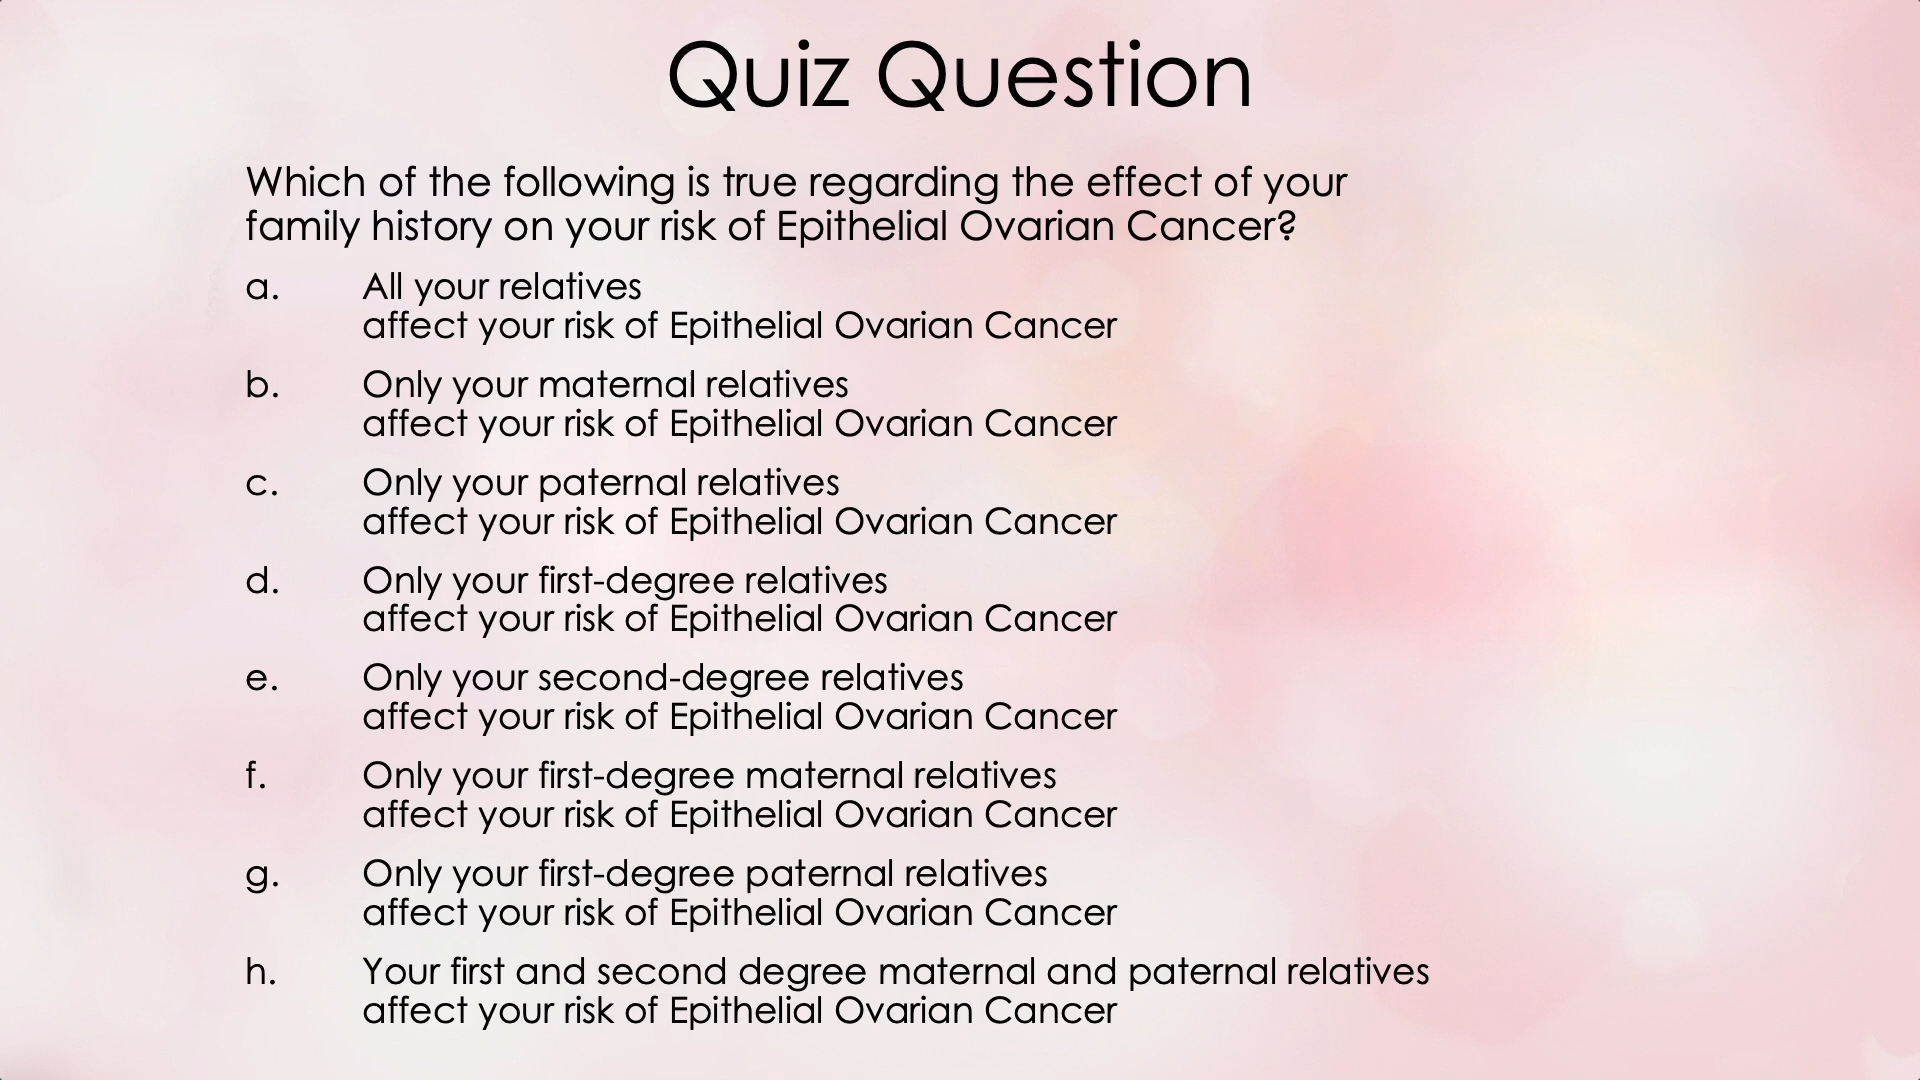 Quiz Question
Which of the following is true regarding the effect of your
family history on your risk of Epithelial Ovarian Cancer?
a. All your relatives
affect your risk of Epithelial Ovarian Cancer
b. Only your maternal relatives
affect your risk of Epithelial Ovarian Cancer
c. Only your paternal relatives
affect your risk of Epithelial Ovarian Cancer
d. Only your first-degree relatives
affect your risk of Epithelial Ovarian Cancer
e. Only your second-degree relatives
affect your risk of Epithelial Ovarian Cancer
f. Only your first-degree maternal relatives
affect your risk of Epithelial Ovarian Cancer
g. Only your first-degree paternal relatives
affect your risk of Epithelial Ovarian Cancer
h. Your first and second degree maternal and paternal relatives
affect your risk of Epithelial Ovarian Cancer